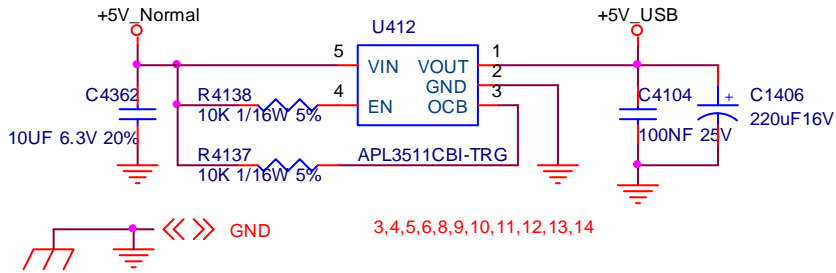 +5V_Normal
U412
+5V_USB
5
VIN
VOUT
1
GND
2
4
EN
OCB
3
C4362
10UF 6.3V 20%
R4138
10K 1/16W 5%
R4137
10K 1/16W 5%
APL3511CBI-TRG
C4104
100NF 25V
+
C1406
220uF16V
GND
3,4,5,6,8,9,10,11,12,13,14